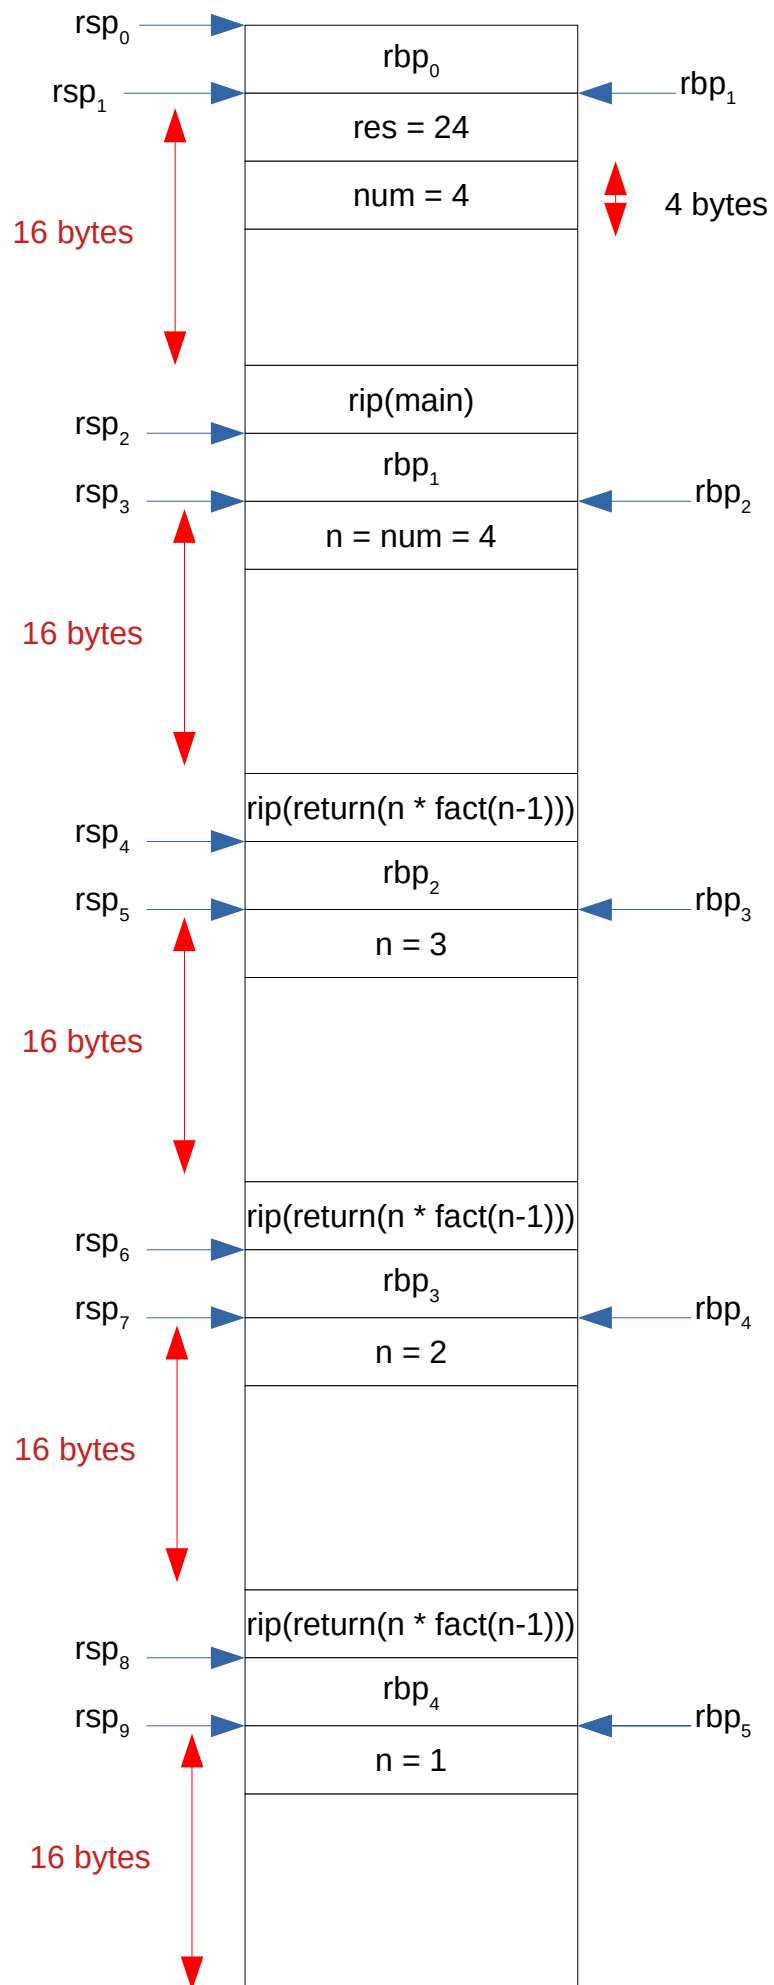 rsp0
rbp0
rsp1
rbp1
res = 24
num = 4
4 bytes
16 bytes
rip(main)
rsp2
rbp1
rsp3
rbp2
n = num = 4
16 bytes
rip(return(n * fact(n-1)))
rsp4
rbp2
rsp5
rbp3
n = 3
16 bytes
rip(return(n * fact(n-1)))
rsp6
rbp3
rsp7
rbp4
n = 2
16 bytes
rip(return(n * fact(n-1)))
rsp8
rbp4
rsp9
rbp5
n = 1
16 bytes